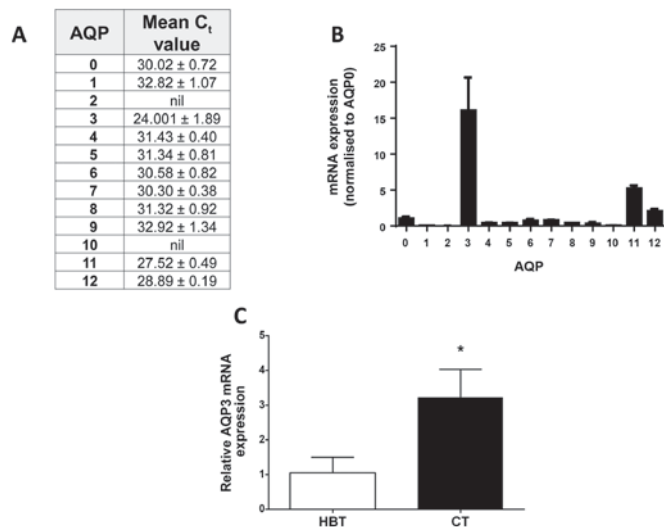 A
AQP Mean Ct value
0 30.02 ± 0.72
1 32.82 ± 1.07
2 nil
3 24.001 ± 1.89
4 31.43 ± 0.40
5 31.34 ± 0.81
6 30.58 ± 0.82
7 30.30 ± 0.38
8 31.32 ± 0.92
9 32.92 ± 1.34
10 nil
11 27.52 ± 0.49
12 28.89 ± 0.19
B
mRNA expression
(normalised to AQP0)
25
20
15
10
5
0
0 1 2 3 4 5 6 7 8 9 10 11 12
AQP
C
Relative AQP3 mRNA
expression
5
4
3
2
1
0
*
HBT CT